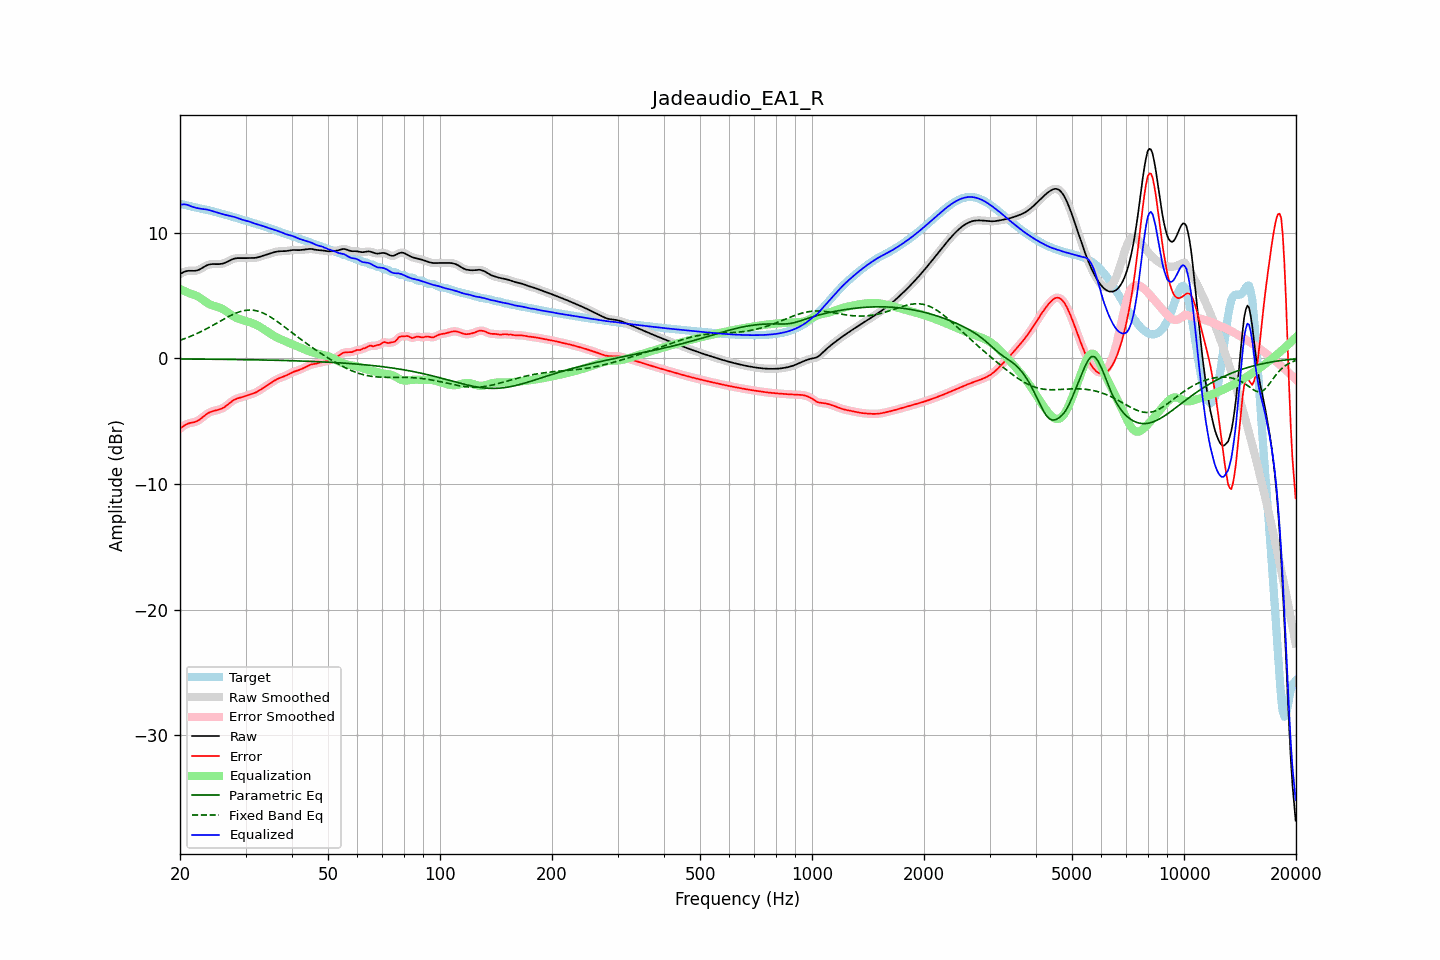 Jadeaudio_EA1_R
10
0
−10
−20
−30
Amplitude (dBr)
Target
Raw Smoothed
Error Smoothed
Raw
Error
Equalization
Parametric Eq
Fixed Band Eq
Equalized
20 50 100 200 500 1000 2000 5000 10000 20000
Frequency (Hz)